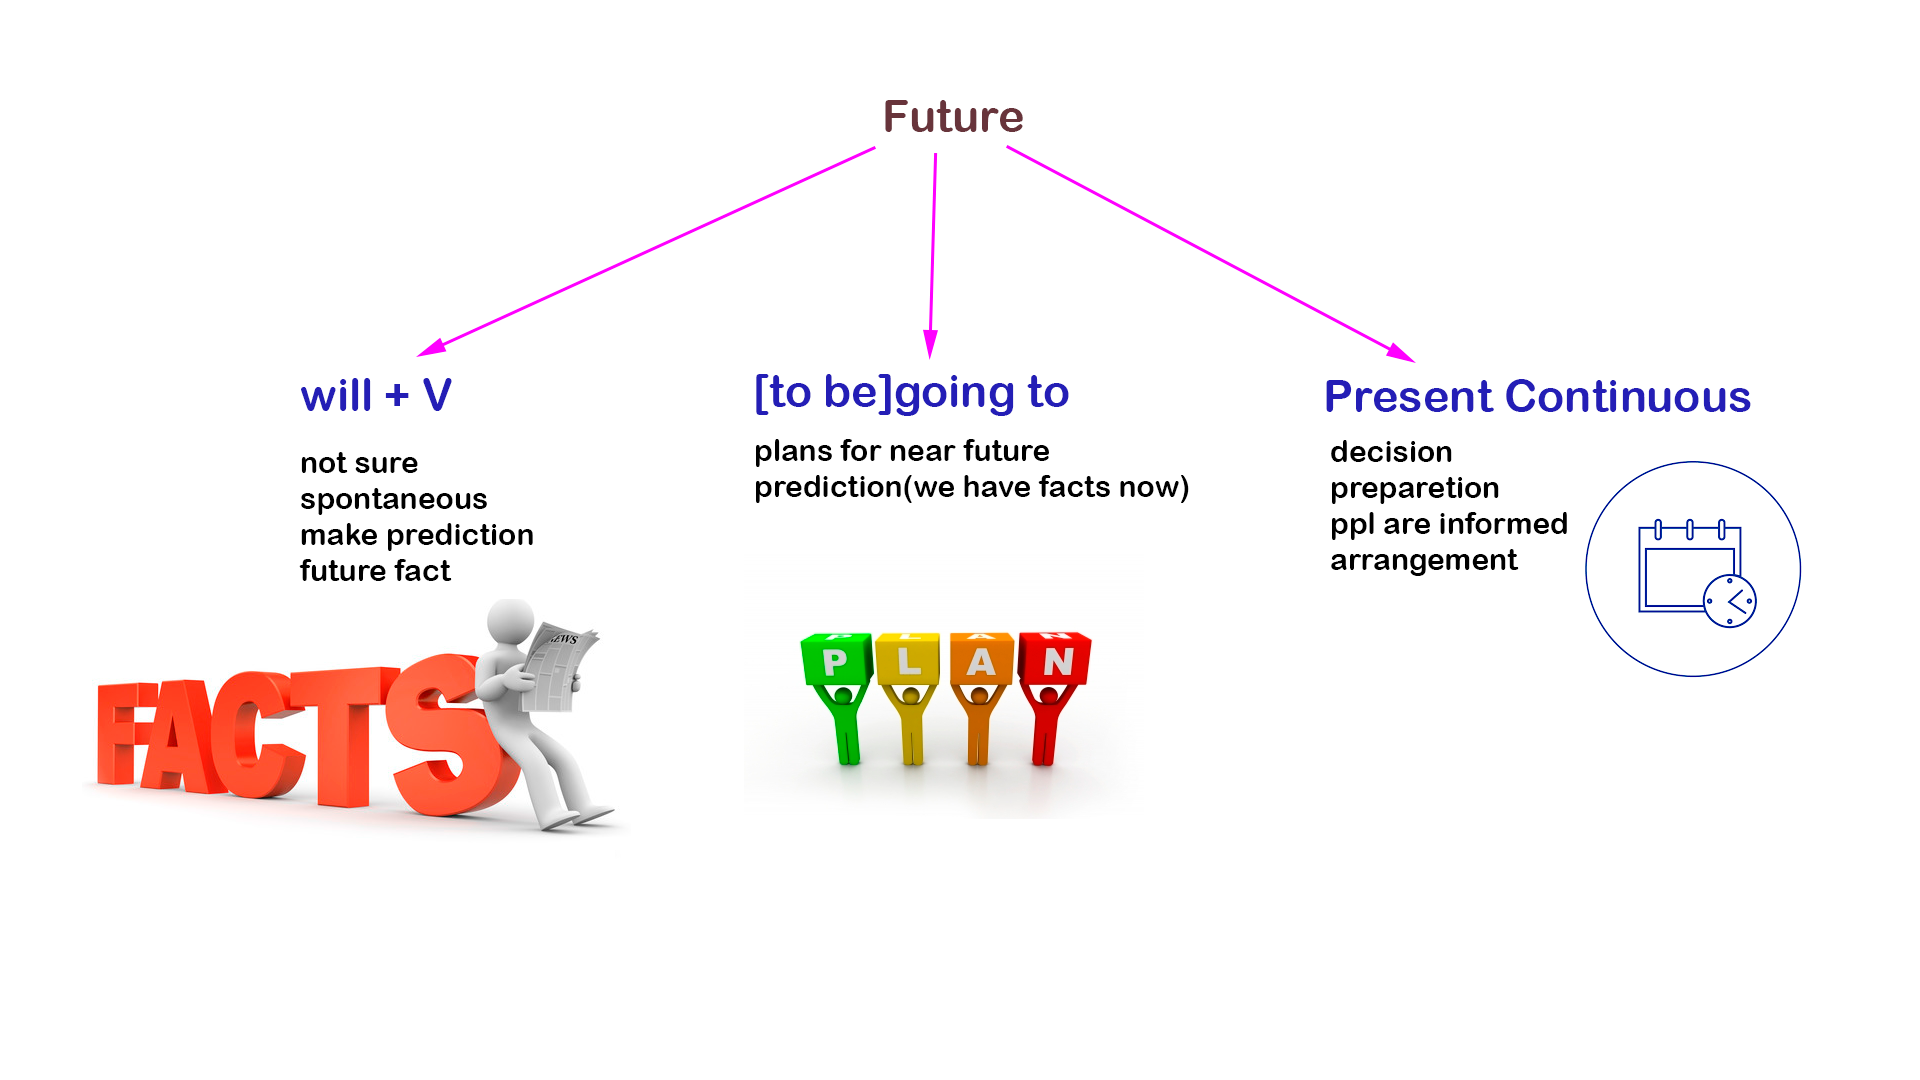 Future
will + V
not sure
spontaneous
make prediction
future fact
FACTS
NEWS
[to be]going to
plans for near future
prediction(we have facts now)
P L A N
P L A N
Present Continuous
decision
preparetion
ppl are informed
arrangement